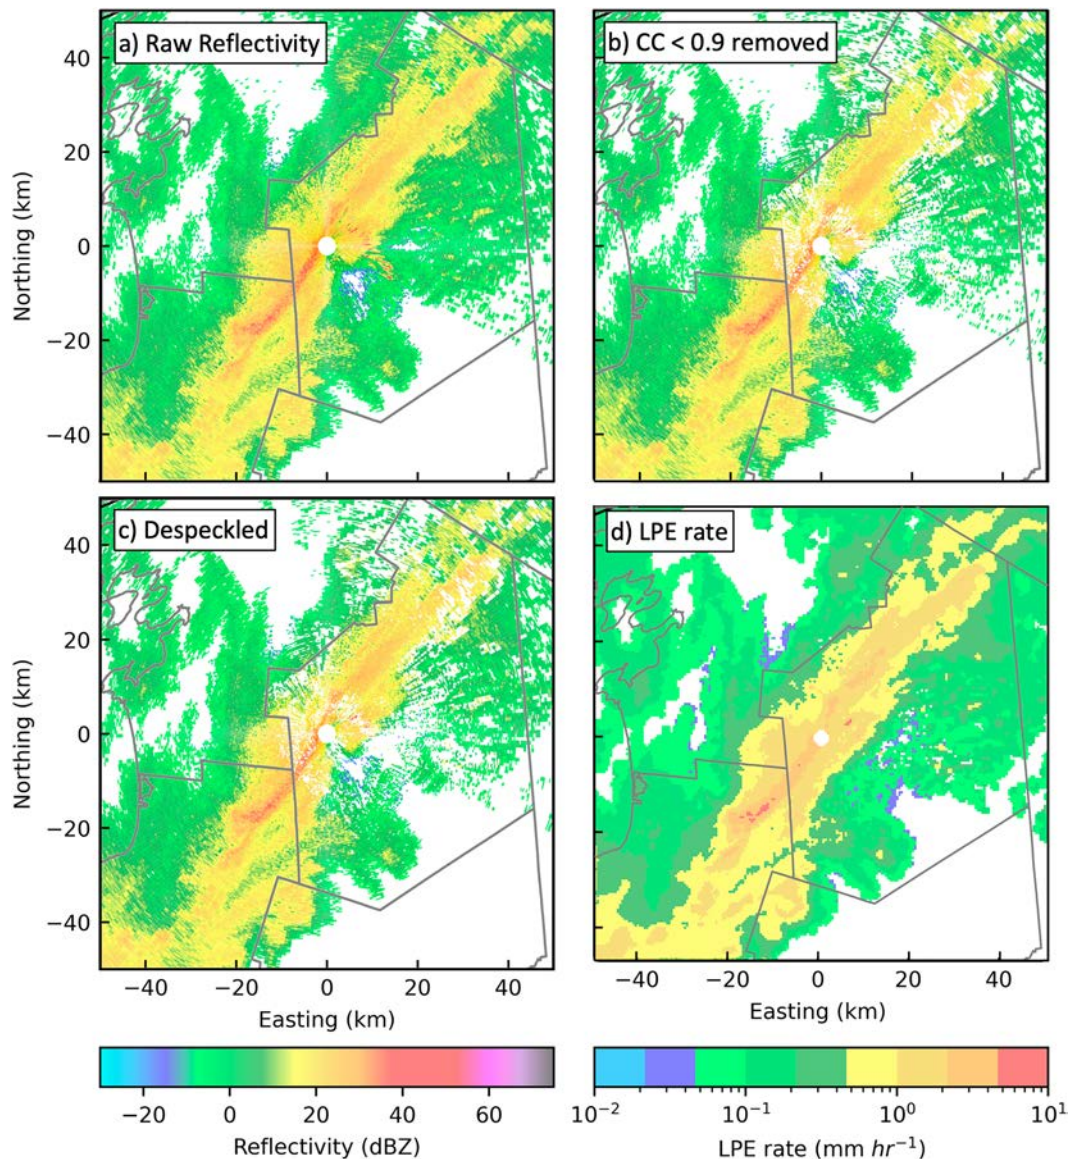 a) Raw Reflectivity
b) CC < 0.9 removed
40
20
0
−20
−40
Northing (km)
c) Despeckled
d) LPE rate
40
20
0
−20
−40
Northing (km)
−40 −20 0 20 40
−40 −20 0 20 40
Easting (km)
Easting (km)
−20 0 20 40 60
10−2 10−1 100 101
Reflectivity (dBZ)
LPE rate (mm hr−1)